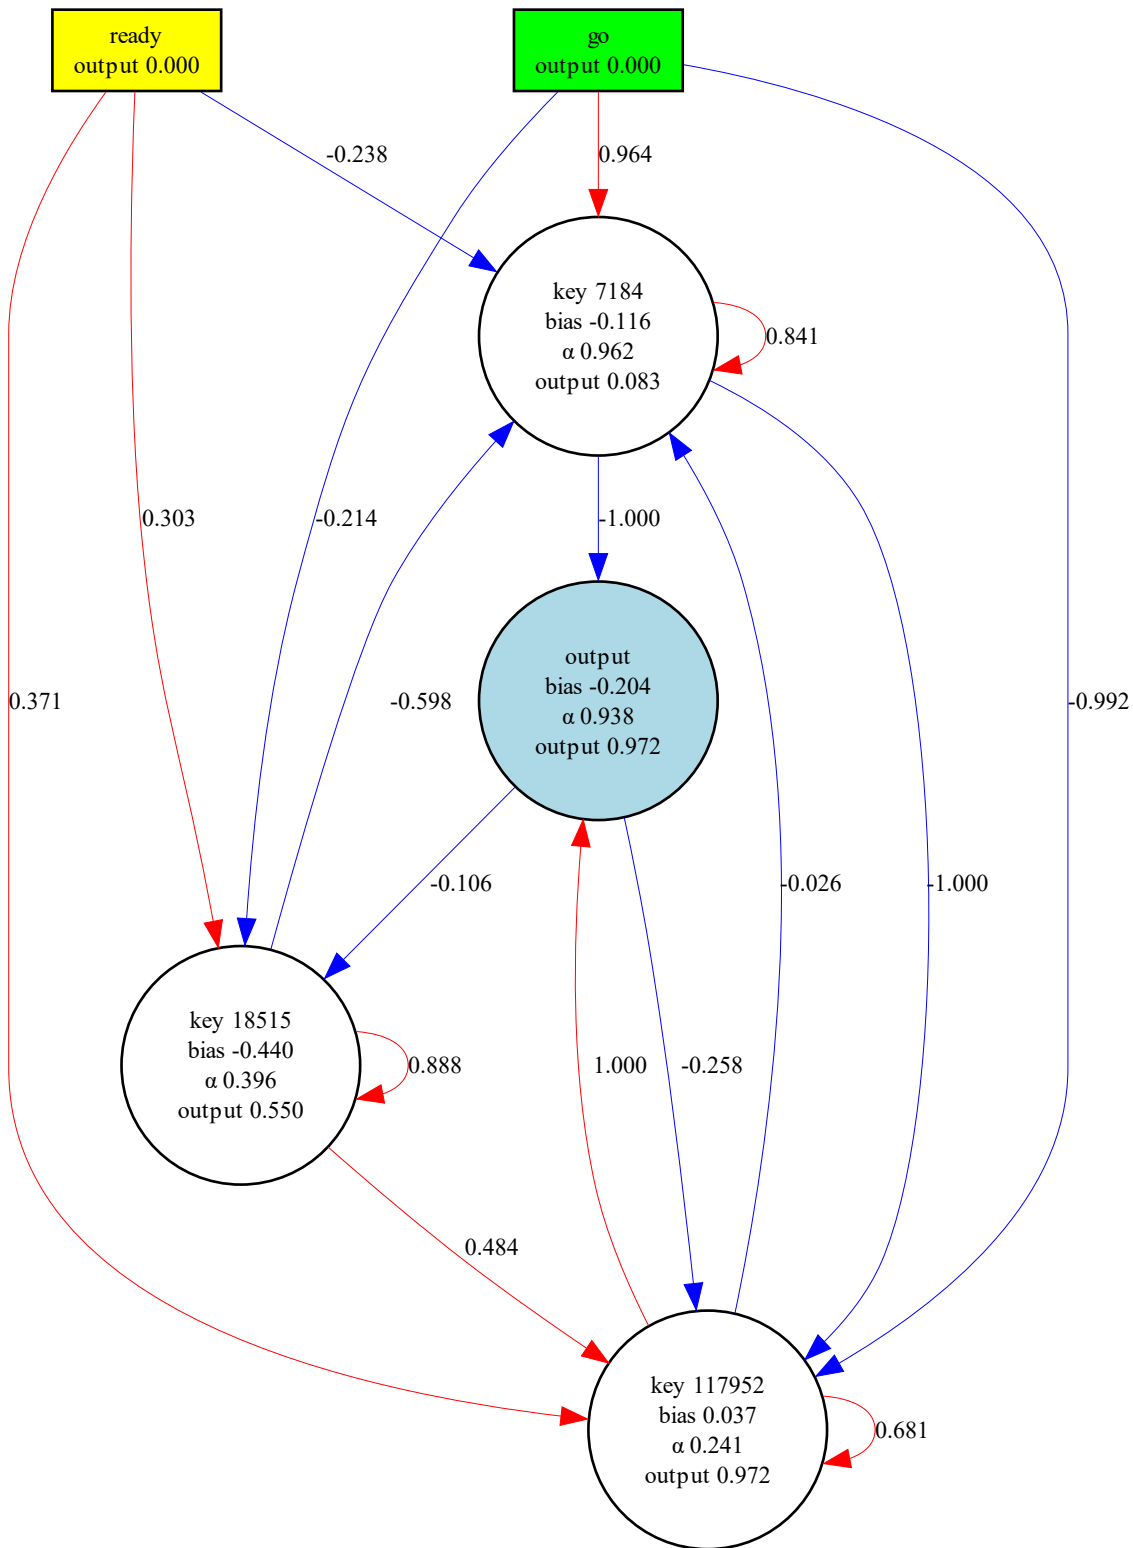 ready
output 0.000
go
output 0.000
-0.238
0.964
key 7184
bias -0.116
α 0.962
output 0.083
0.841
0.303
-0.214
-1.000
output
bias -0.204
α 0.938
output 0.972
0.371
-0.598
-0.992
-0.106
-0.026
-1.000
key 18515
bias -0.440
α 0.396
output 0.550
0.888
1.000
-0.258
0.484
key 117952
bias 0.037
α 0.241
output 0.972
0.681